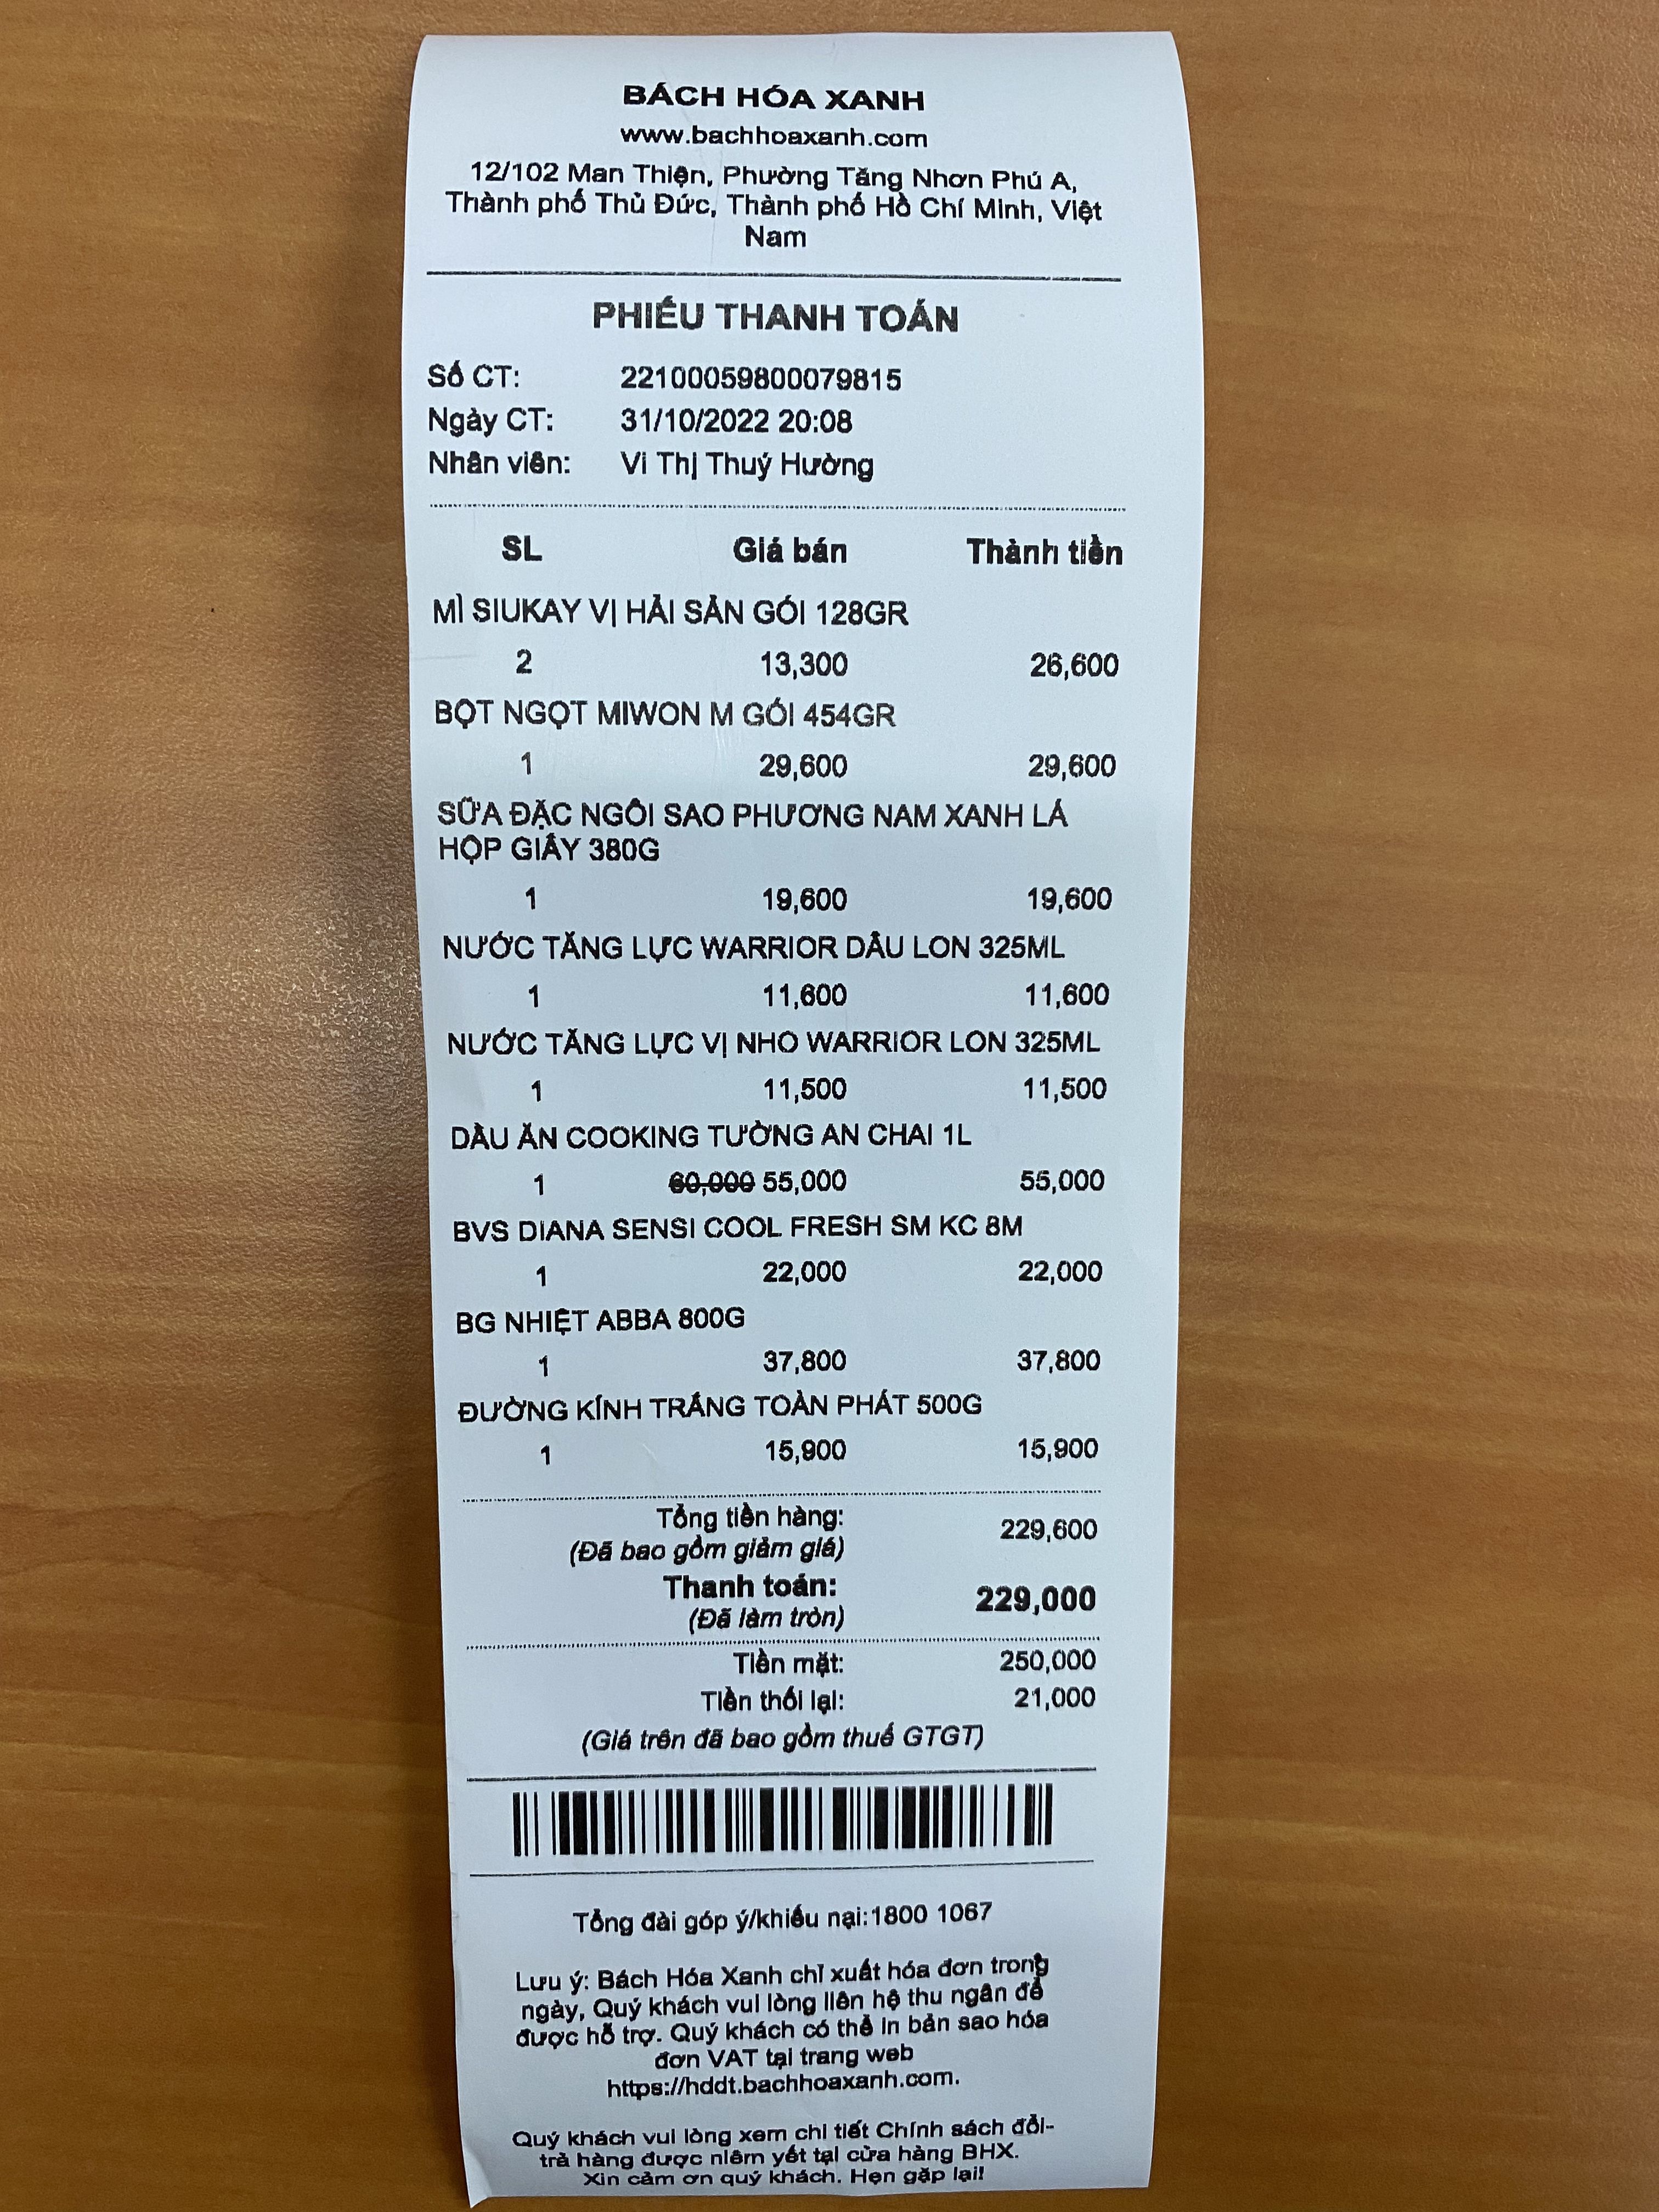 BÁCH HÓA XANH
www.bachhoaxanh.com
12/102 Man Thiện, Phường Tăng Nhơn Phú A,
Thành phố Thủ Đức, Thành phố Hồ Chí Minh, Việt
Nam
PHIẾU THANH TOÁN
Số CT: 22100059800079815
Ngày CT: 31/10/2022 20:08
Nhân viên: Vi Thị Thuý Hường
SL Giá bán Thành tiền
MÌ SIUKAY VỊ HẢI SẢN GÓI 128GR
2 13,300 26,600
BỘT NGỌT MIWON M GÓI 454GR
1 29,600 29,600
SỮA ĐẶC NGÔI SAO PHƯƠNG NAM XANH LÁ
HỘP GIẤY 380G
1 19,600 19,600
NƯỚC TĂNG LỰC WARRIOR DÂU LON 325ML
1 11,600 11,600
NƯỚC TĂNG LỰC VỊ NHO WARRIOR LON 325ML
1 11,500 11,500
DẦU ĂN COOKING TƯỜNG AN CHAI 1L
1 60,000 55,000 55,000
BVS DIANA SENSI COOL FRESH SM KC 8M
1 22,000 22,000
BG NHIỆT ABBA 800G
1 37,800 37,800
ĐƯỜNG KÍNH TRẮNG TOÀN PHÁT 500G
1 15,900 15,900
Tổng tiền hàng: 229,600
(Đã bao gồm giảm giá)
Thanh toán: 229,000
(Đã làm tròn)
Tiền mặt: 250,000
Tiền thối lại: 21,000
(Giá trên đã bao gồm thuế GTGT)
Tổng đài góp ý/khiếu nại:1800 1067
Lưu ý: Bách Hóa Xanh chỉ xuất hóa đơn trong
ngày, Quý khách vui lòng liên hệ thu ngân để
được hỗ trợ. Quý khách có thể in bản sao hóa
đơn VAT tại trang web
https://hddt.bachhoaxanh.com.
Quý khách vui lòng xem chi tiết Chính sách đổi-
trả hàng được niêm yết tại cửa hàng BHX.
Xin cảm ơn quý khách. Hẹn gặp lại!